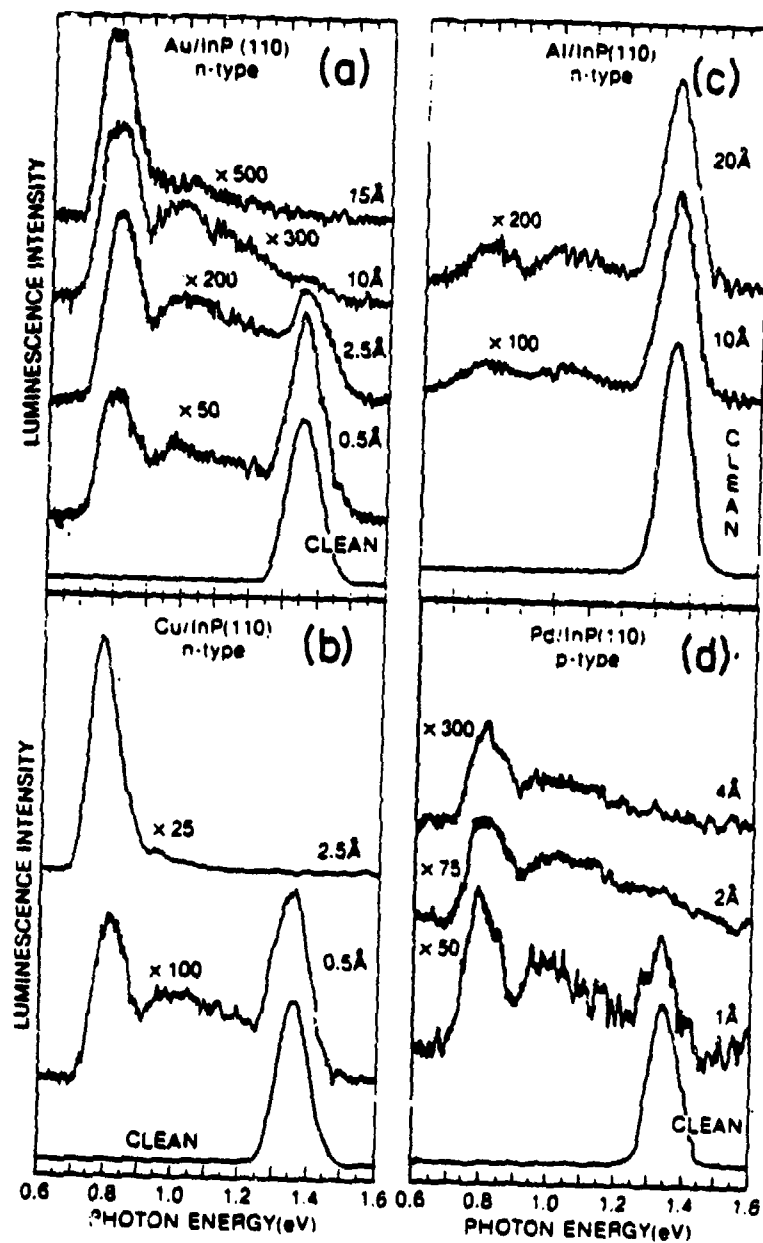 Au/InP (110)
n-type
(a)
× 500
15Å
× 300
10Å
× 200
2.5Å
× 50
0.5Å
CLEAN
LUMINESCENCE INTENSITY
Al/InP(110)
n-type
(c)
20Å
× 200
10Å
× 100
CLEAN
Cu/InP(110)
n-type
(b)
× 25
2.5Å
0.5Å
× 100
CLEAN
LUMINESCENCE INTENSITY
0.6 0.8 1.0 1.2 1.4 1.6
PHOTON ENERGY(eV)
Pd/InP(110)
p-type
(d)
× 300
4Å
× 75
2Å
× 50
1Å
CLEAN
0.6 0.8 1.0 1.2 1.4 1.6
PHOTON ENERGY(eV)